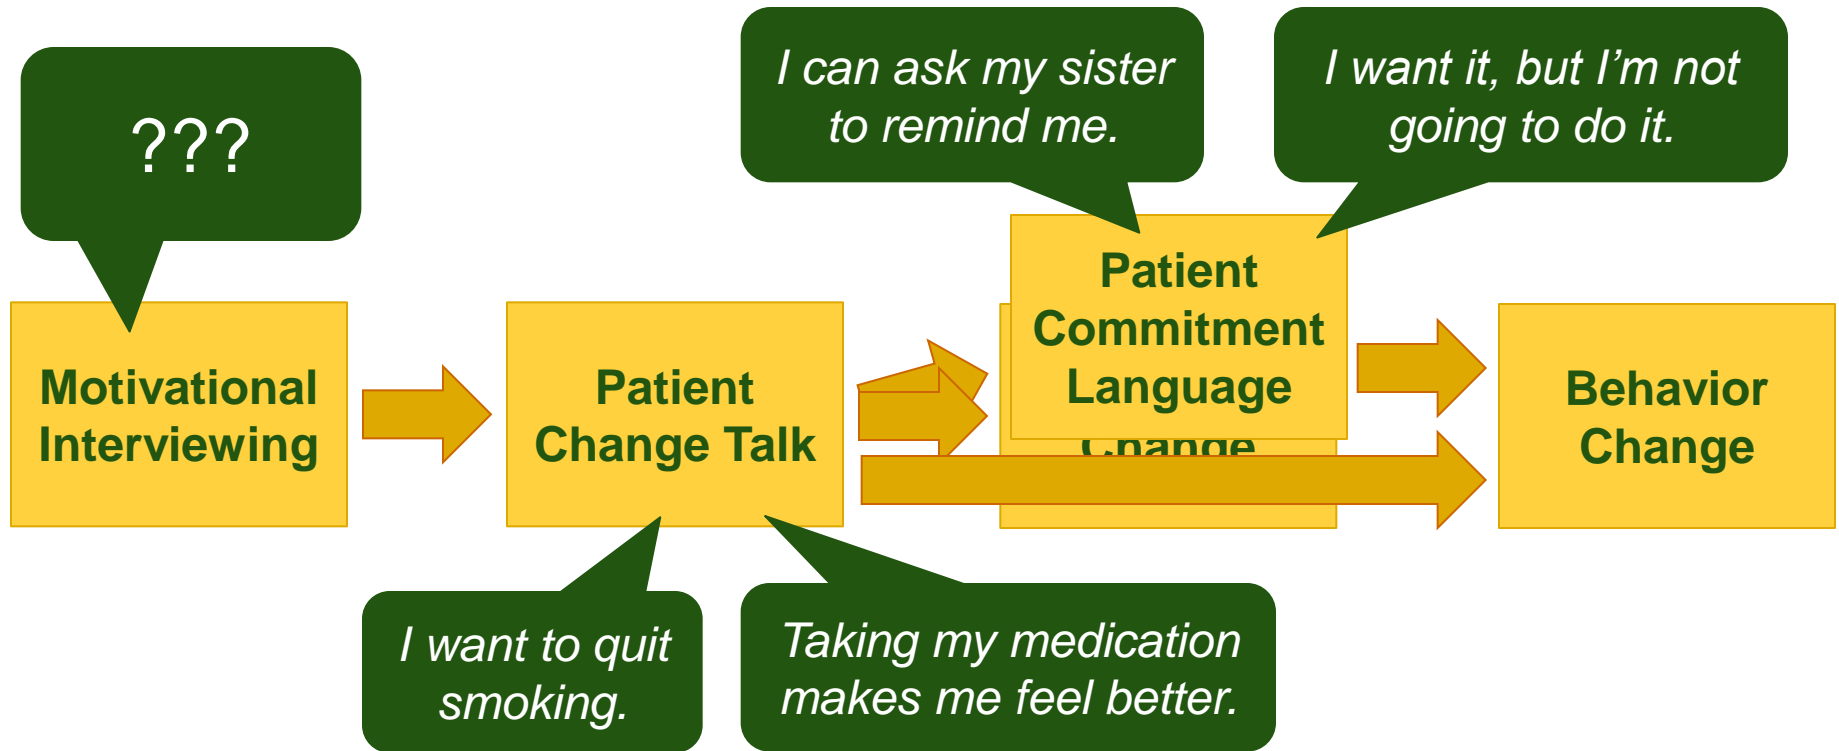 ???
I can ask my sister
to remind me.
I want it, but I’m not
going to do it.
Motivational
Interviewing
Patient
Change Talk
Patient
Commitment
Language
Change
Behavior
Change
I want to quit
smoking.
Taking my medication
makes me feel better.